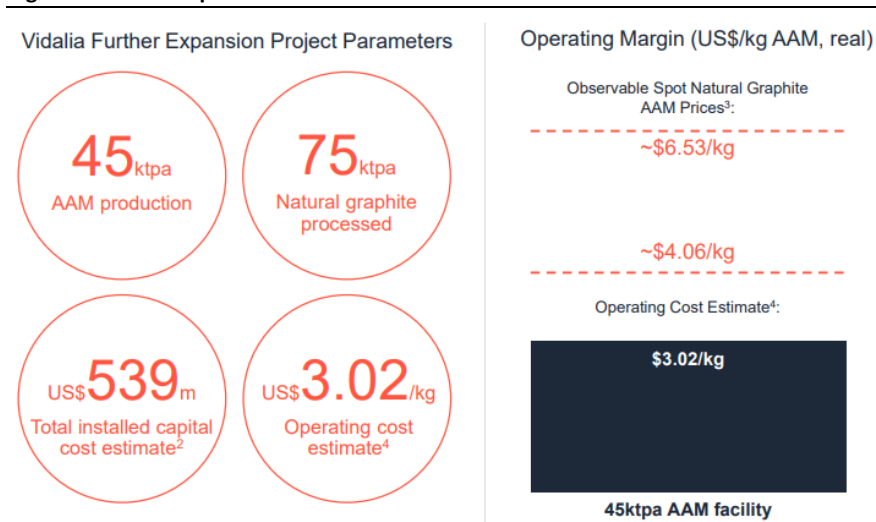 Vidalia Further Expansion Project Parameters
45ktpa
AAM production
75ktpa
Natural graphite
processed
US$539m
Total installed capital
cost estimate²
US$3.02/kg
Operating cost
estimate⁴
Operating Margin (US$/kg AAM, real)
Observable Spot Natural Graphite
AAM Prices³:
~$6.53/kg
~$4.06/kg
Operating Cost Estimate⁴:
$3.02/kg
45ktpa AAM facility